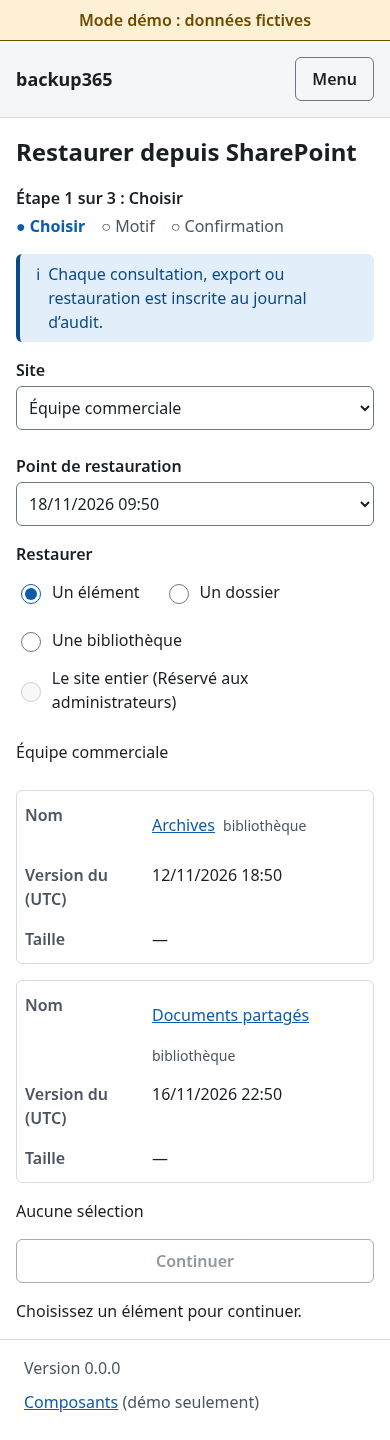 Mode démo : données fictives
backup365
Menu
Restaurer depuis SharePoint
Étape 1 sur 3 : Choisir
● Choisir ○ Motif ○ Confirmation
i Chaque consultation, export ou
restauration est inscrite au journal
d’audit.
Site
Équipe commerciale
Point de restauration
18/11/2026 09:50
Restaurer
Un élément
Un dossier
Une bibliothèque
Le site entier (Réservé aux
administrateurs)
Équipe commerciale
Nom
Archives bibliothèque
Version du
(UTC)
12/11/2026 18:50
Taille
—
Nom
Documents partagés
bibliothèque
Version du
(UTC)
16/11/2026 22:50
Taille
—
Aucune sélection
Continuer
Choisissez un élément pour continuer.
Version 0.0.0
Composants (démo seulement)